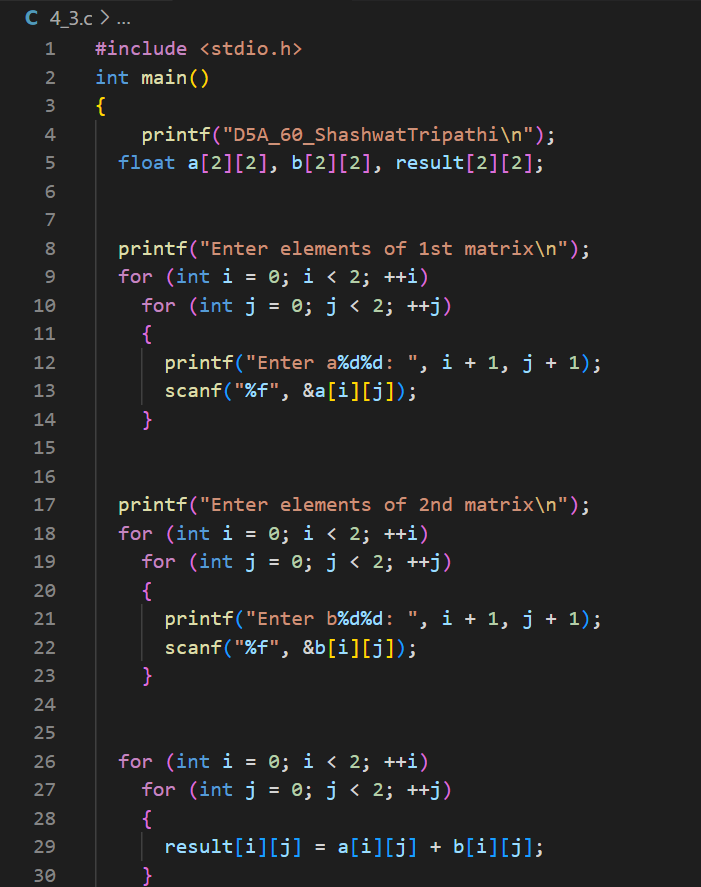 C 4_3.c > ...
1 #include <stdio.h>
2 int main()
3 {
4     printf("D5A_60_ShashwatTripathi\n");
5   float a[2][2], b[2][2], result[2][2];
6
7
8   printf("Enter elements of 1st matrix\n");
9   for (int i = 0; i < 2; ++i)
10     for (int j = 0; j < 2; ++j)
11     {
12       printf("Enter a%d%d: ", i + 1, j + 1);
13       scanf("%f", &a[i][j]);
14     }
15
16
17   printf("Enter elements of 2nd matrix\n");
18   for (int i = 0; i < 2; ++i)
19     for (int j = 0; j < 2; ++j)
20     {
21       printf("Enter b%d%d: ", i + 1, j + 1);
22       scanf("%f", &b[i][j]);
23     }
24
25
26   for (int i = 0; i < 2; ++i)
27     for (int j = 0; j < 2; ++j)
28     {
29       result[i][j] = a[i][j] + b[i][j];
30     }